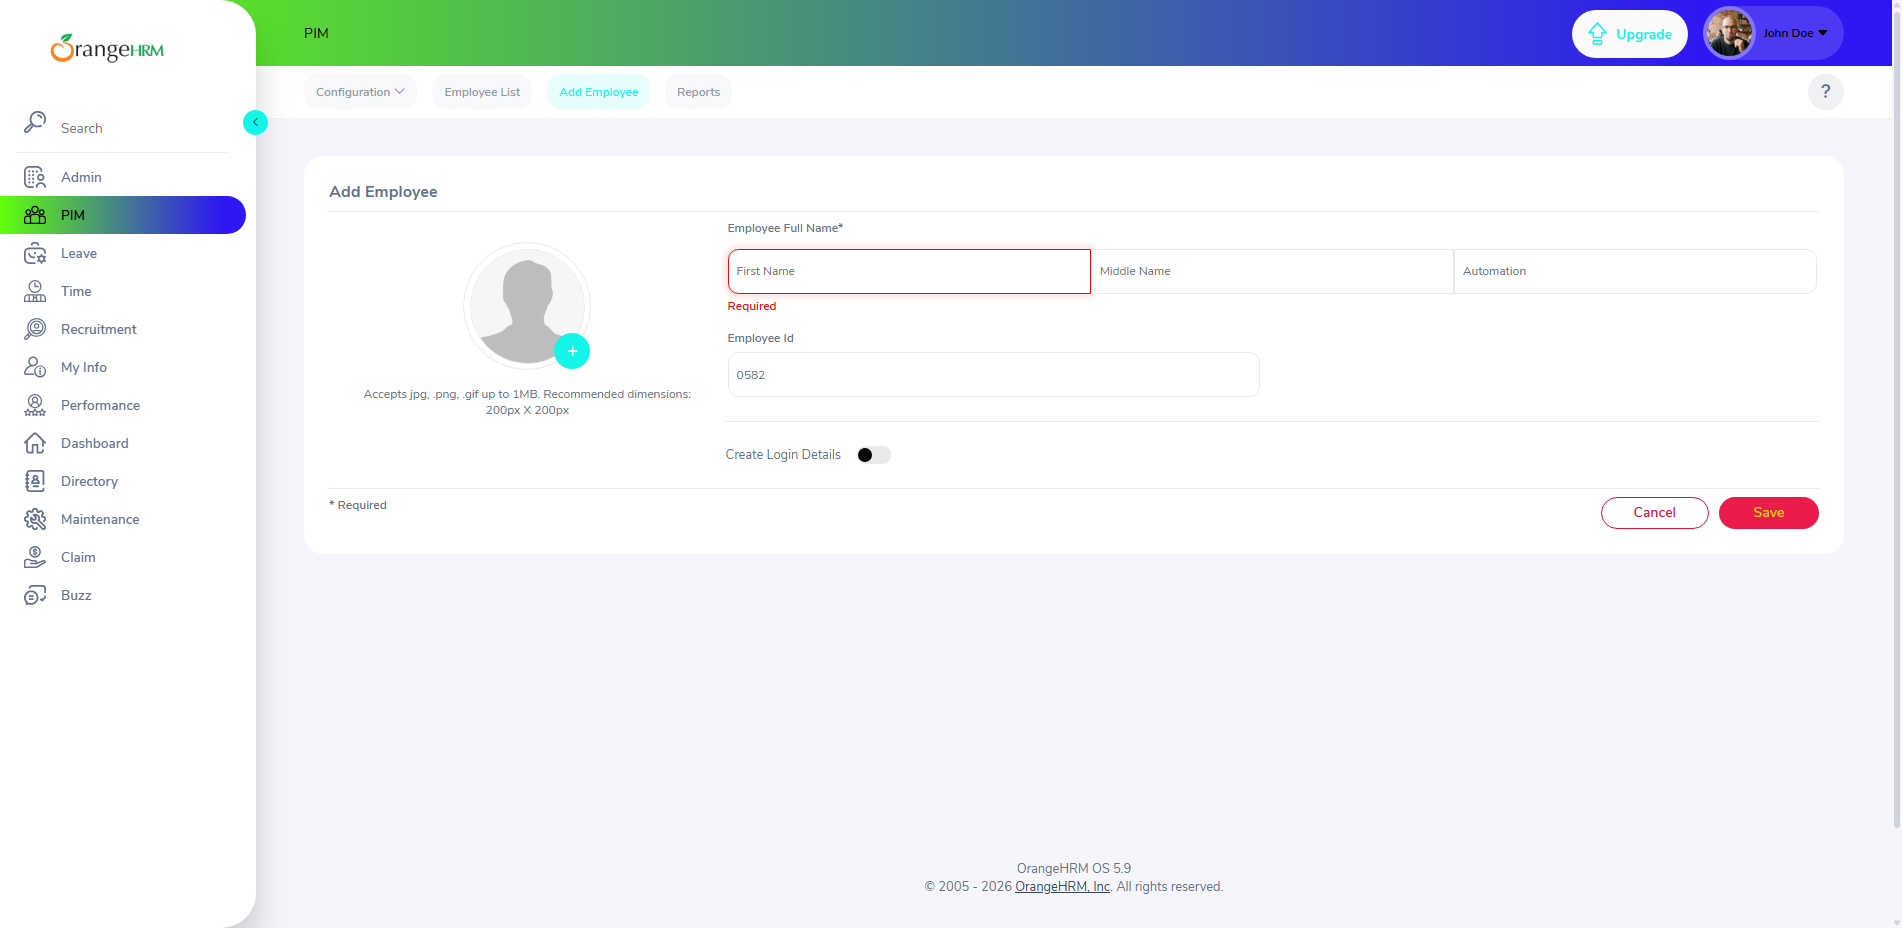 OrangeHRM
PIM
Upgrade
John Doe
Configuration
Employee List
Add Employee
Reports
?
Search
Admin
PIM
Leave
Time
Recruitment
My Info
Performance
Dashboard
Directory
Maintenance
Claim
Buzz
Add Employee
Accepts jpg, .png, .gif up to 1MB. Recommended dimensions:
200px X 200px
Employee Full Name*
First Name
Middle Name
Automation
Required
Employee Id
0582
Create Login Details
* Required
Cancel
Save
OrangeHRM OS 5.9
© 2005 - 2026 OrangeHRM, Inc. All rights reserved.